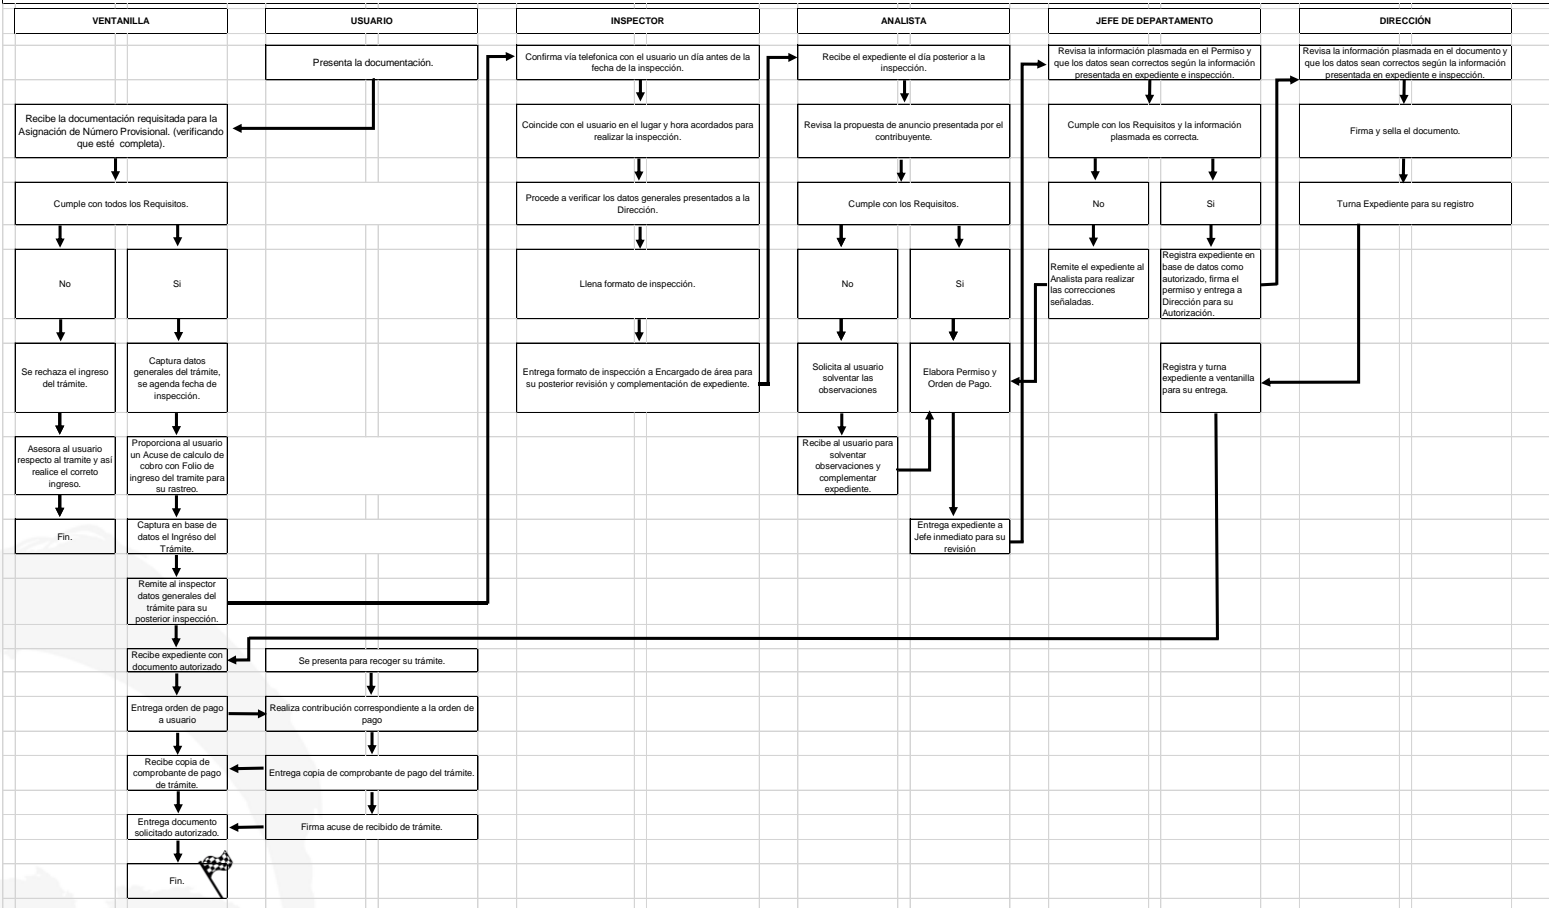 VENTANILLA
USUARIO
INSPECTOR
ANALISTA
JEFE DE DEPARTAMENTO
DIRECCIÓN
Presenta la documentación.
Confirma vía telefonica con el usuario un día antes de la
fecha de la inspección.
Recibe el expediente el día posterior a la
inspección.
Revisa la información plasmada en el Permiso y
que los datos sean correctos según la información
presentada en expediente e inspección.
Revisa la información plasmada en el documento y
que los datos sean correctos según la información
presentada en expediente e inspección.
Recibe la documentación requisitada para la
Asignación de Número Provisional. (verificando
que esté completa).
Coincide con el usuario en el lugar y hora acordados para
realizar la inspección.
Revisa la propuesta de anuncio presentada por el
contribuyente.
Cumple con los Requisitos y la información
plasmada es correcta.
Firma y sella el documento.
Cumple con todos los Requisitos.
Procede a verificar los datos generales presentados a la
Dirección.
Cumple con los Requisitos.
No
Si
Turna Expediente para su registro
No
Si
Llena formato de inspección.
No
Si
Remite el expediente al
Analista para realizar
las correcciones
señaladas.
Registra expediente en
base de datos como
autorizado, firma el
permiso y entrega a
Dirección para su
Autorización.
Se rechaza el ingreso
del trámite.
Captura datos
generales del trámite,
se agenda fecha de
inspección.
Entrega formato de inspección a Encargado de área para
su posterior revisión y complementación de expediente.
Solicita al usuario
solventar las
observaciones
Elabora Permiso y
Orden de Pago.
Registra y turna
expediente a ventanilla
para su entrega.
Asesora al usuario
respecto al tramite y así
realice el correto
ingreso.
Proporciona al usuario
un Acuse de calculo de
cobro con Folio de
ingreso del tramite para
su rastreo.
Recibe al usuario para
solventar
observaciones y
complementar
expediente.
Fin.
Captura en base de
datos el Ingréso del
Trámite.
Entrega expediente a
Jefe inmediato para su
revisión
Remite al inspector
datos generales del
trámite para su
posterior inspección.
Recibe expediente con
documento autorizado
Se presenta para recoger su trámite.
Entrega orden de pago
a usuario
Realiza contribución correspondiente a la orden de
pago
Recibe copia de
comprobante de pago
de trámite.
Entrega copia de comprobante de pago del trámite.
Entrega documento
solicitado autorizado.
Firma acuse de recibido de trámite.
Fin.